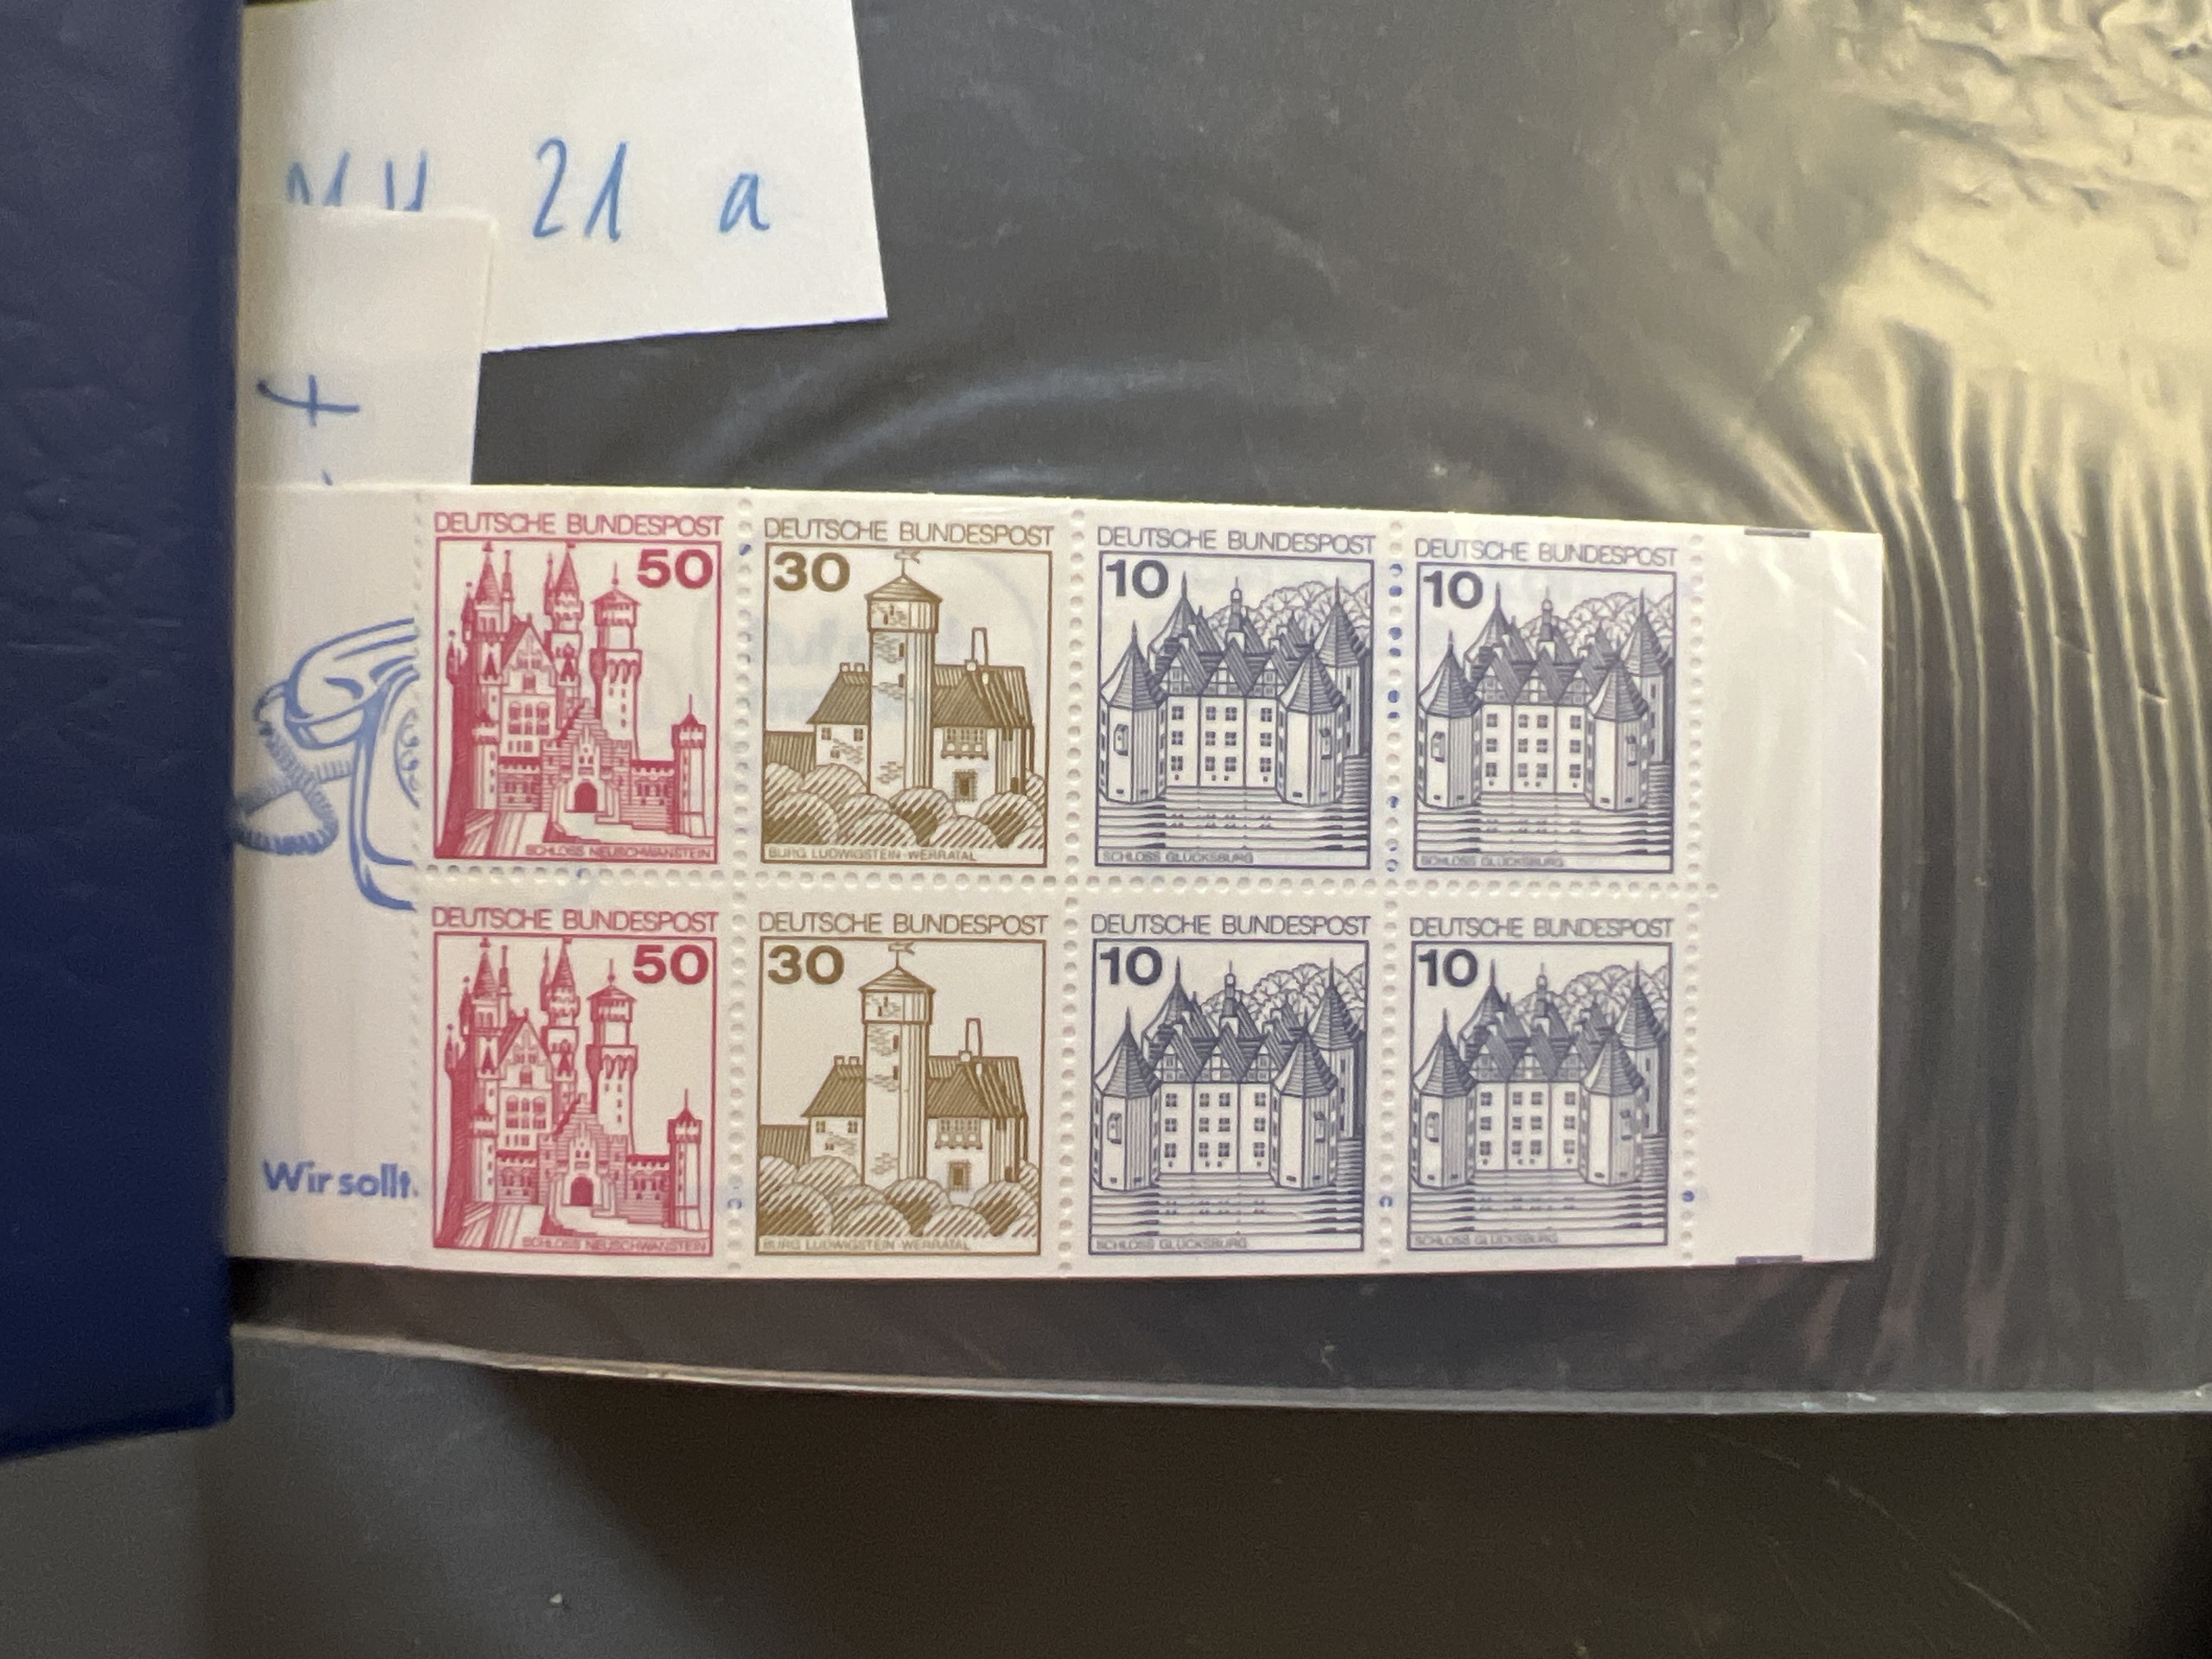 21 a
DEUTSCHE BUNDESPOST
50
SCHLOSS NEUSCHWANSTEIN
DEUTSCHE BUNDESPOST
30
BURG LUDWIGSTEIN WERRATAL
DEUTSCHE BUNDESPOST
10
SCHLOSS GLÜCKSBURG
DEUTSCHE BUNDESPOST
10
SCHLOSS GLÜCKSBURG
Wir sollt
DEUTSCHE BUNDESPOST
50
SCHLOSS NEUSCHWANSTEIN
DEUTSCHE BUNDESPOST
30
BURG LUDWIGSTEIN WERRATAL
DEUTSCHE BUNDESPOST
10
SCHLOSS GLÜCKSBURG
DEUTSCHE BUNDESPOST
10
SCHLOSS GLÜCKSBURG